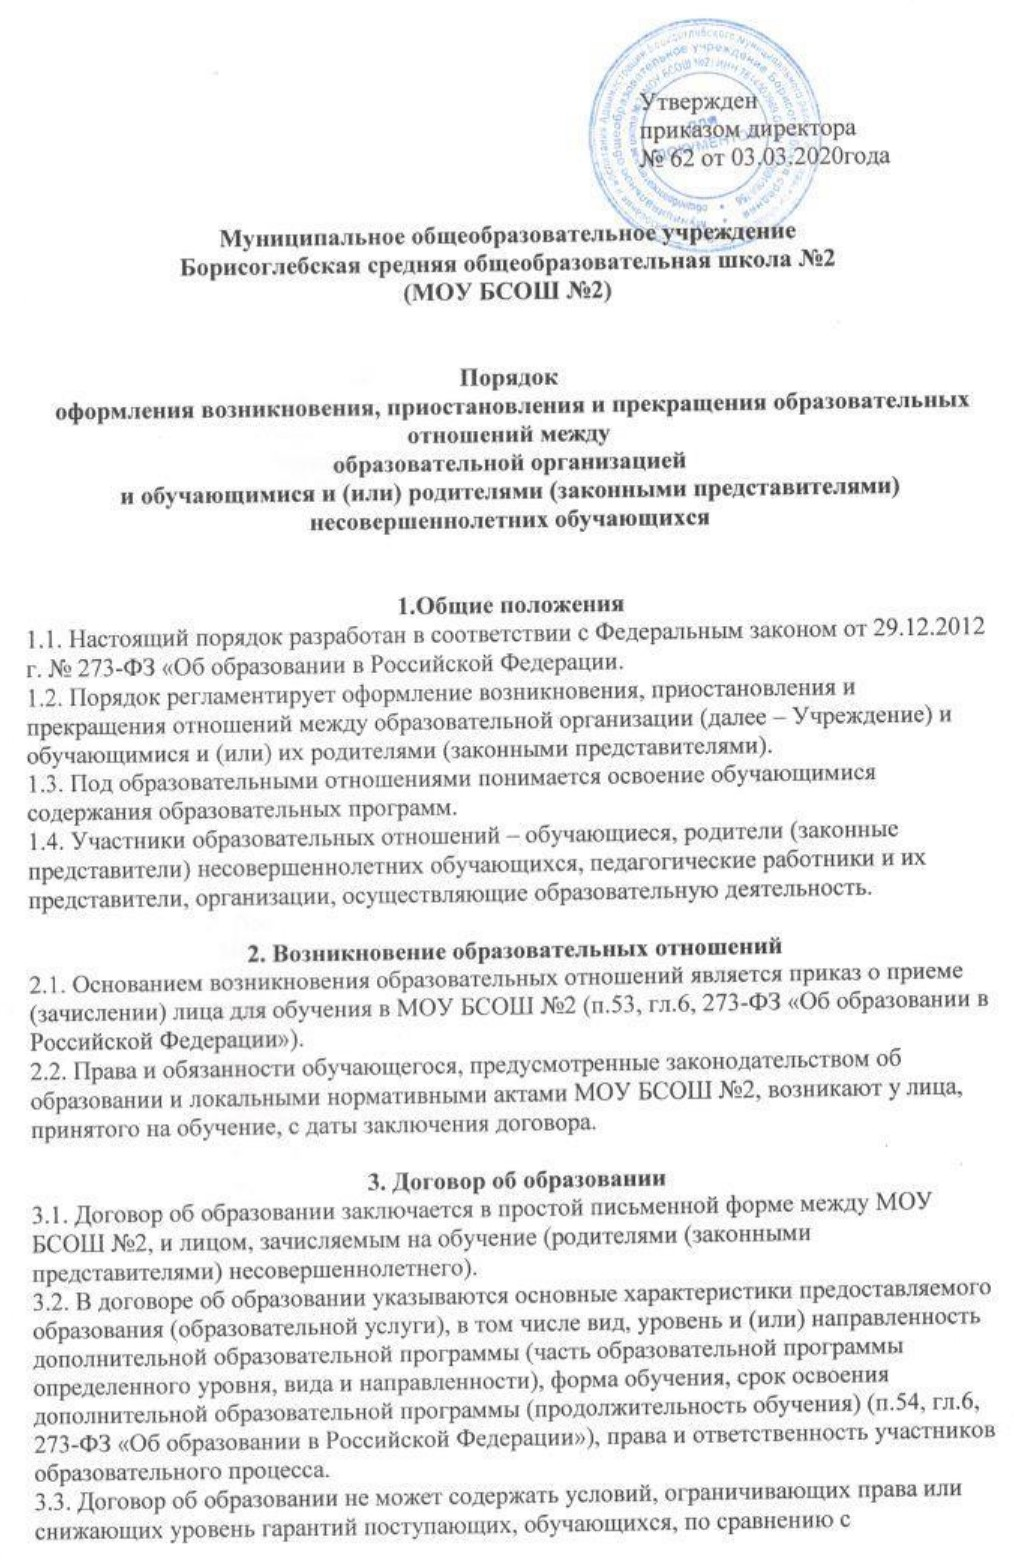 Утвержден
приказом директора
№ 62 от 03.03.2020года
для
ДОКУМЕНТОВ
Муниципальное общеобразовательное учреждение
Борисоглебская средняя общеобразовательная школа №2
(МОУ БСОШ №2)
Порядок
оформления возникновения, приостановления и прекращения образовательных
отношений между
образовательной организацией
и обучающимися и (или) родителями (законными представителями)
несовершеннолетних обучающихся
1.Общие положения
1.1. Настоящий порядок разработан в соответствии с Федеральным законом от 29.12.2012
г. № 273-ФЗ «Об образовании в Российской Федерации.
1.2. Порядок регламентирует оформление возникновения, приостановления и
прекращения отношений между образовательной организации (далее – Учреждение) и
обучающимися и (или) их родителями (законными представителями).
1.3. Под образовательными отношениями понимается освоение обучающимися
содержания образовательных программ.
1.4. Участники образовательных отношений – обучающиеся, родители (законные
представители) несовершеннолетних обучающихся, педагогические работники и их
представители, организации, осуществляющие образовательную деятельность.
2. Возникновение образовательных отношений
2.1. Основанием возникновения образовательных отношений является приказ о приеме
(зачислении) лица для обучения в МОУ БСОШ №2 (п.53, гл.6, 273-ФЗ «Об образовании в
Российской Федерации»).
2.2. Права и обязанности обучающегося, предусмотренные законодательством об
образовании и локальными нормативными актами МОУ БСОШ №2, возникают у лица,
принятого на обучение, с даты заключения договора.
3. Договор об образовании
3.1. Договор об образовании заключается в простой письменной форме между МОУ
БСОШ №2, и лицом, зачисляемым на обучение (родителями (законными
представителями) несовершеннолетнего).
3.2. В договоре об образовании указываются основные характеристики предоставляемого
образования (образовательной услуги), в том числе вид, уровень и (или) направленность
дополнительной образовательной программы (часть образовательной программы
определенного уровня, вида и направленности), форма обучения, срок освоения
дополнительной образовательной программы (продолжительность обучения) (п.54, гл.6,
273-ФЗ «Об образовании в Российской Федерации»), права и ответственность участников
образовательного процесса.
3.3. Договор об образовании не может содержать условий, ограничивающих права или
снижающих уровень гарантий поступающих, обучающихся, по сравнению с